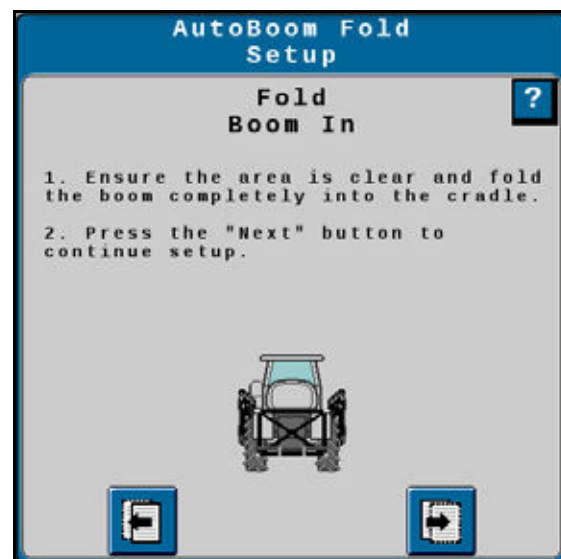 AutoBoom Fold
Setup
Fold
Boom In
?
1. Ensure the area is clear and fold
the boom completely into the cradle.
2. Press the "Next" button to
continue setup.